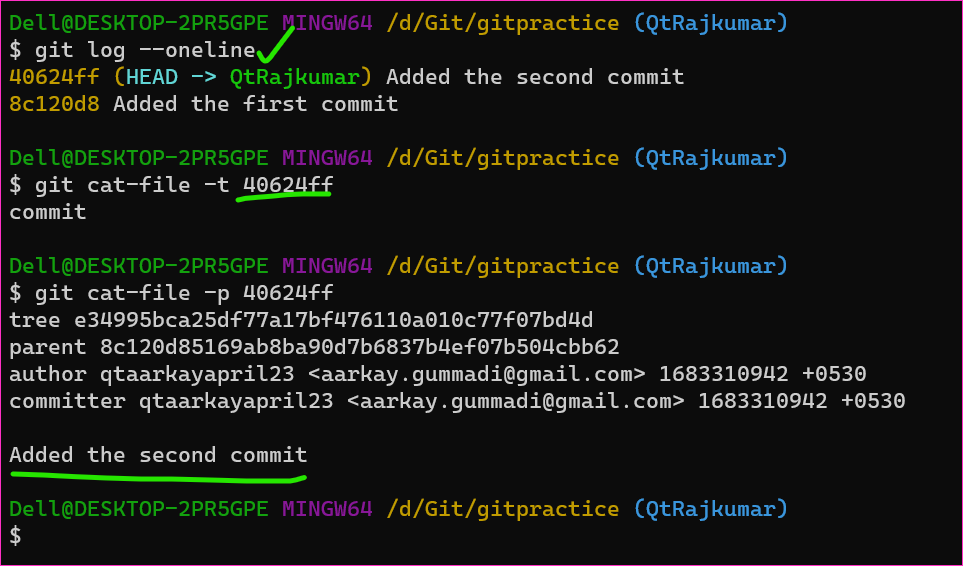 Dell@DESKTOP-2PR5GPE MINGW64 /d/Git/gitpractice (QtRajkumar)
$ git log --oneline
40624ff (HEAD -> QtRajkumar) Added the second commit
8c120d8 Added the first commit
Dell@DESKTOP-2PR5GPE MINGW64 /d/Git/gitpractice (QtRajkumar)
$ git cat-file -t 40624ff
commit
Dell@DESKTOP-2PR5GPE MINGW64 /d/Git/gitpractice (QtRajkumar)
$ git cat-file -p 40624ff
tree e34995bca25df77a17bf476110a010c77f07bd4d
parent 8c120d85169ab8ba90d7b6837b4ef07b504cbb62
author qtaarkayapril23 <aarkay.gummadi@gmail.com> 1683310942 +0530
committer qtaarkayapril23 <aarkay.gummadi@gmail.com> 1683310942 +0530
Added the second commit
Dell@DESKTOP-2PR5GPE MINGW64 /d/Git/gitpractice (QtRajkumar)
$